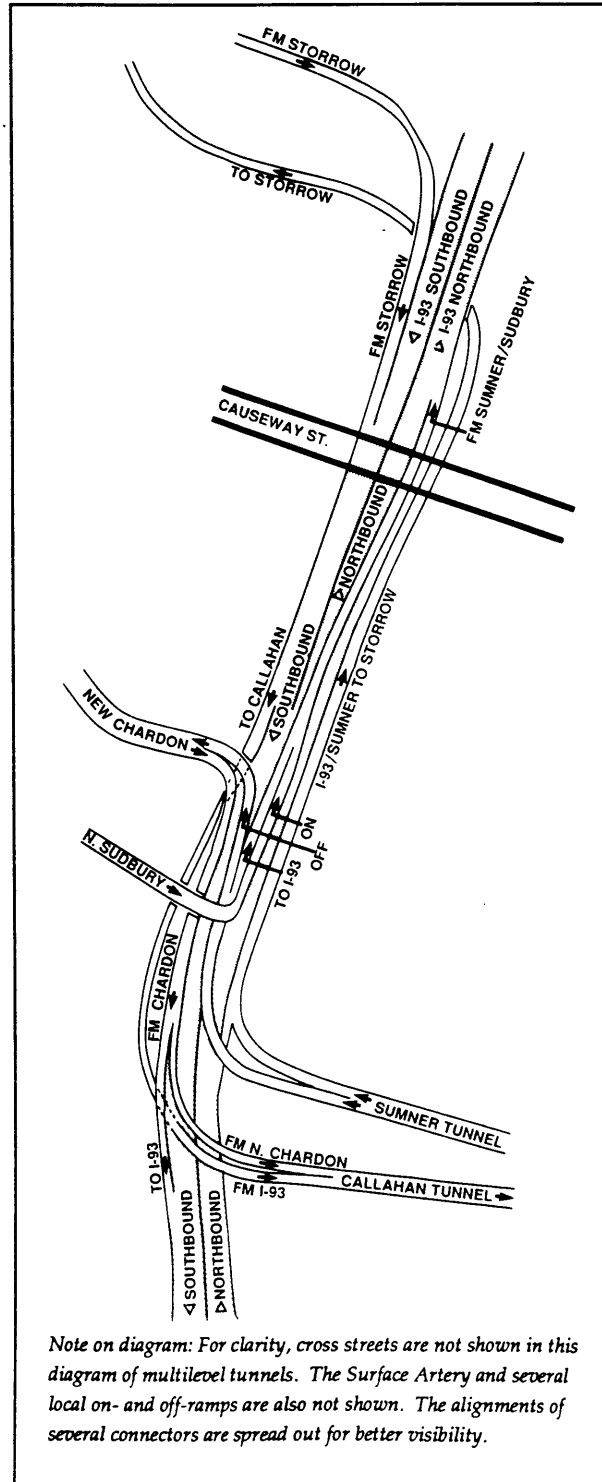 FM STORROW
TO STORROW
FM STORROW
◁ I-93 SOUTHBOUND
▷ I-93 NORTHBOUND
FM SUMNER/SUDBURY
CAUSEWAY ST.
▷NORTHBOUND
TO CALLAHAN
◁SOUTHBOUND
I-93/SUMNER TO STORROW
NEW CHARDON
ON
OFF
TO I-93
N. SUDBURY
FM CHARDON
SUMNER TUNNEL
FM N. CHARDON
TO I-93
FM I-93
CALLAHAN TUNNEL
◁SOUTHBOUND
▷NORTHBOUND
Note on diagram: For clarity, cross streets are not shown in this
diagram of multilevel tunnels. The Surface Artery and several
local on- and off-ramps are also not shown. The alignments of
several connectors are spread out for better visibility.